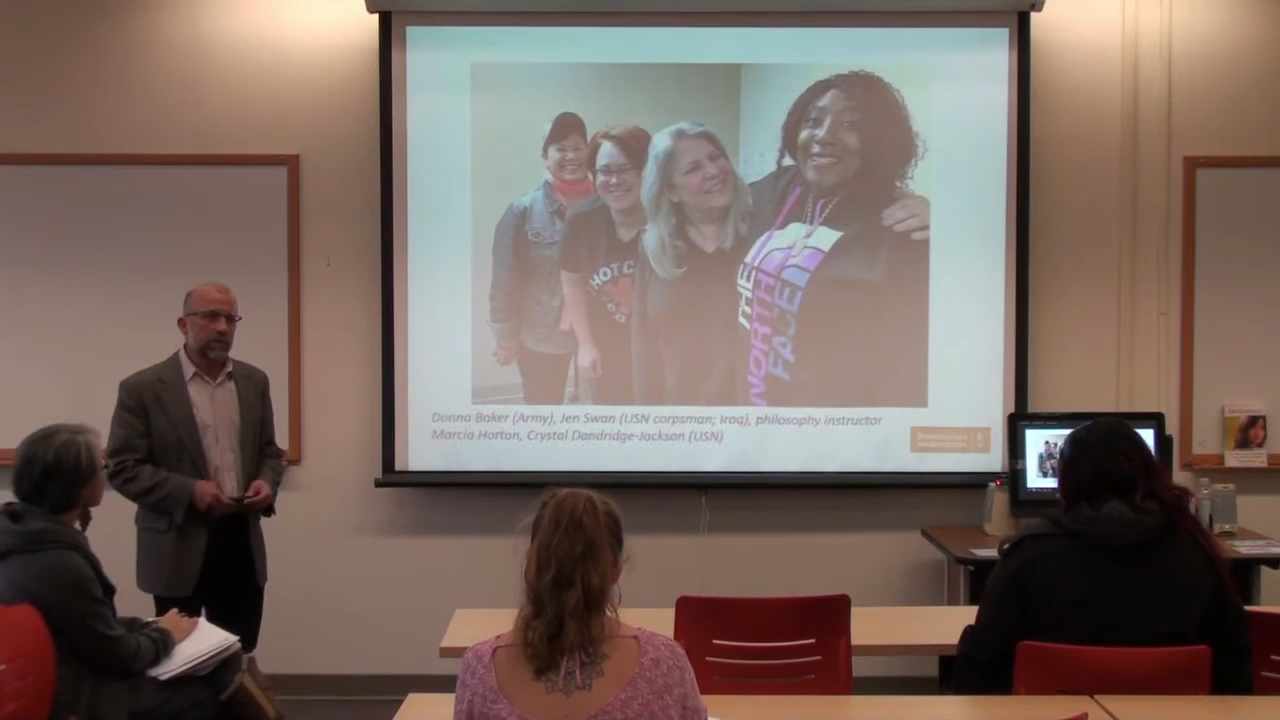 HOT C
THE
NORTH
FACE
Donna Baker (Army), Jen Swan (USN corpsman; Iraq), philosophy instructor
Marcia Horton, Crystal Dandridge-Jackson (USN)